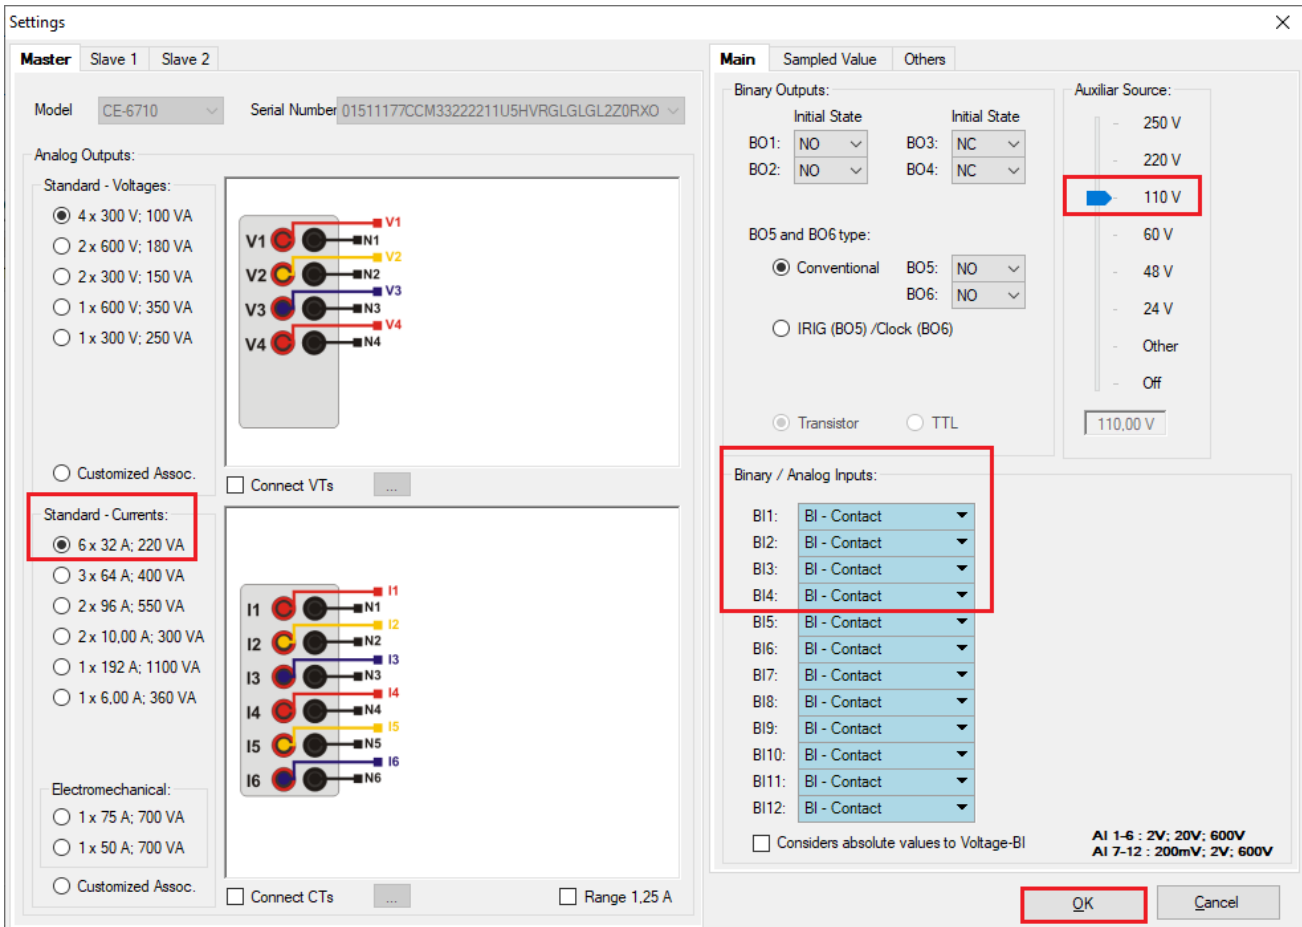 Settings
Master Slave 1 Slave 2
Model CE-6710 Serial Number 01511177CCM33222211U5HVRGLGLGL2Z0RXO
Analog Outputs:
Standard - Voltages:
4 x 300 V; 100 VA
2 x 600 V; 180 VA
2 x 300 V; 150 VA
1 x 600 V; 350 VA
1 x 300 V; 250 VA
Customized Assoc.
V1 V1
N1
V2
V2 N2
V3
V3 N3
V4
V4 N4
Connect VTs ...
Standard - Currents:
6 x 32 A; 220 VA
3 x 64 A; 400 VA
2 x 96 A; 550 VA
2 x 10,00 A; 300 VA
1 x 192 A; 1100 VA
1 x 6,00 A; 360 VA
Electromechanical:
1 x 75 A; 700 VA
1 x 50 A; 700 VA
Customized Assoc.
I1
I1 N1
I2
I2 N2
I3
I3 N3
I4
I4 N4
I5
I5 N5
I6
I6 N6
Connect CTs ... Range 1,25 A
Main Sampled Value Others
Binary Outputs:
Initial State Initial State
BO1: NO BO3: NC
BO2: NO BO4: NC
BO5 and BO6 type:
Conventional BO5: NO
BO6: NO
IRIG (BO5) /Clock (BO6)
Transistor TTL
Auxiliar Source:
250 V
220 V
110 V
60 V
48 V
24 V
Other
Off
110,00 V
Binary / Analog Inputs:
BI1: BI - Contact
BI2: BI - Contact
BI3: BI - Contact
BI4: BI - Contact
BI5: BI - Contact
BI6: BI - Contact
BI7: BI - Contact
BI8: BI - Contact
BI9: BI - Contact
BI10: BI - Contact
BI11: BI - Contact
BI12: BI - Contact
Considers absolute values to Voltage-BI
AI 1-6 : 2V; 20V; 600V
AI 7-12 : 200mV; 2V; 600V
OK Cancel